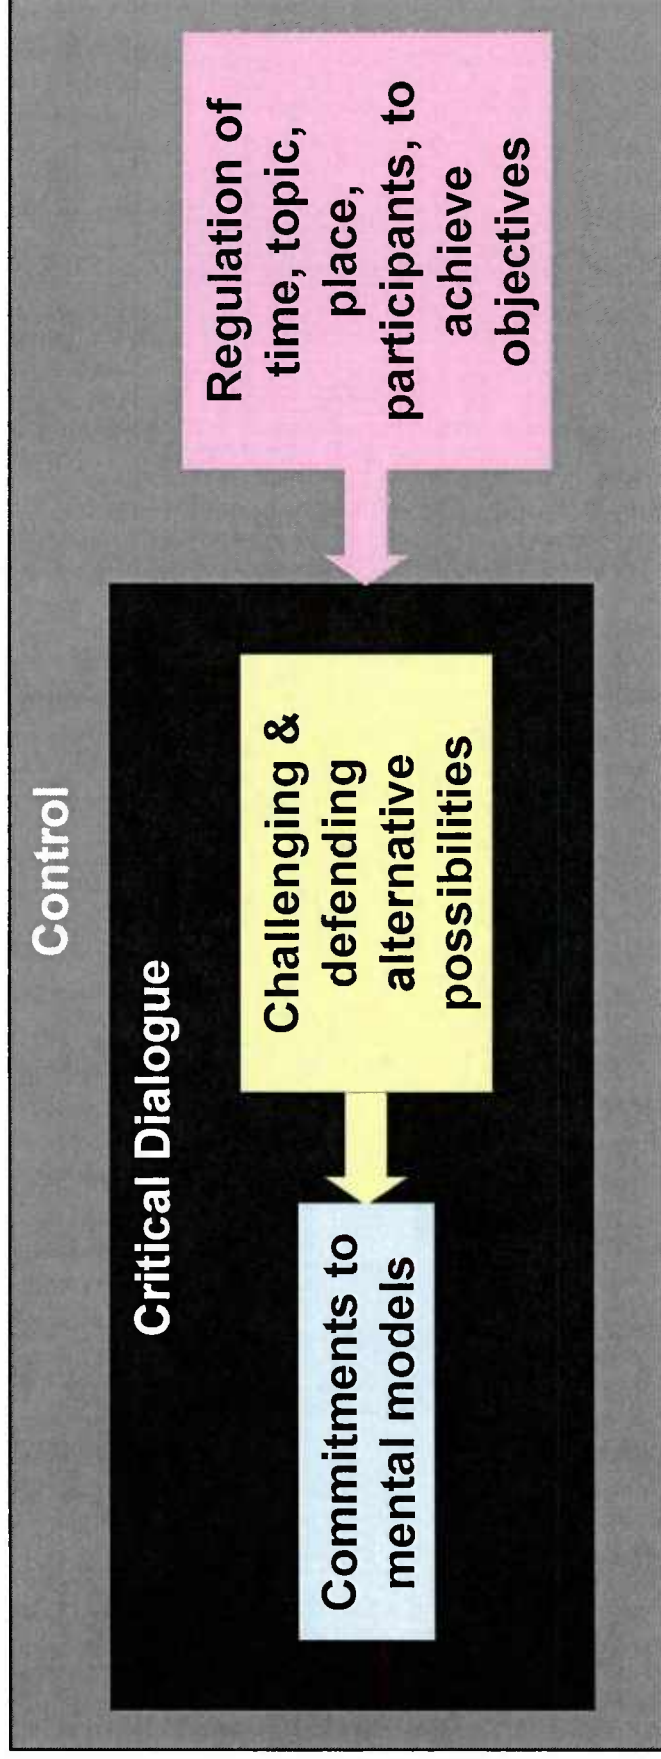 Control
Critical Dialogue
Commitments to
mental models
Challenging &
defending
alternative
possibilities
Regulation of
time, topic,
place,
participants, to
achieve
objectives